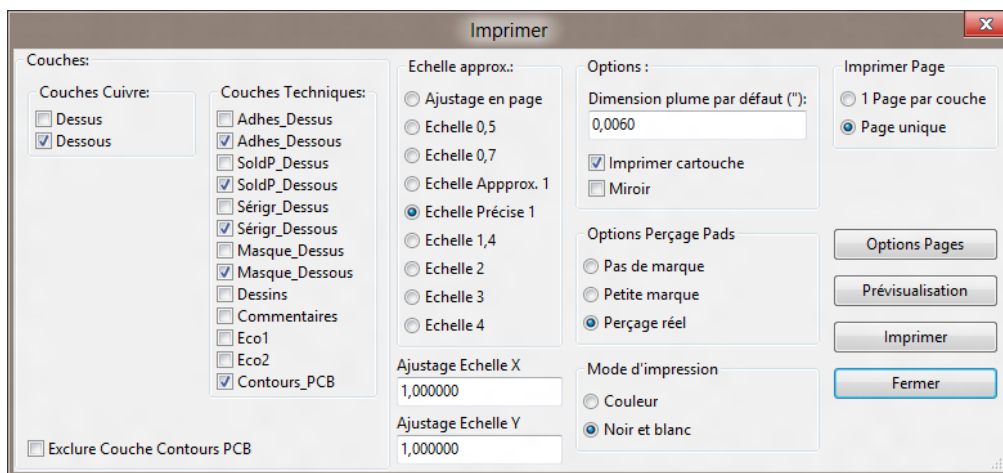 Imprimer
x
Couches:
Couches Cuivre:
Dessus
Dessous
Couches Techniques:
Adhes_Dessus
Adhes_Dessous
SoldP_Dessus
SoldP_Dessous
Sérigr_Dessus
Sérigr_Dessous
Masque_Dessus
Masque_Dessous
Dessins
Commentaires
Eco1
Eco2
Contours_PCB
Exclure Couche Contours PCB
Echelle approx.:
Ajustage en page
Echelle 0,5
Echelle 0,7
Echelle Appprox. 1
Echelle Précise 1
Echelle 1,4
Echelle 2
Echelle 3
Echelle 4
Ajustage Echelle X
1,000000
Ajustage Echelle Y
1,000000
Options :
Dimension plume par défaut ("):
0,0060
Imprimer cartouche
Miroir
Options Perçage Pads
Pas de marque
Petite marque
Perçage réel
Mode d'impression
Couleur
Noir et blanc
Imprimer Page
1 Page par couche
Page unique
Options Pages
Prévisualisation
Imprimer
Fermer